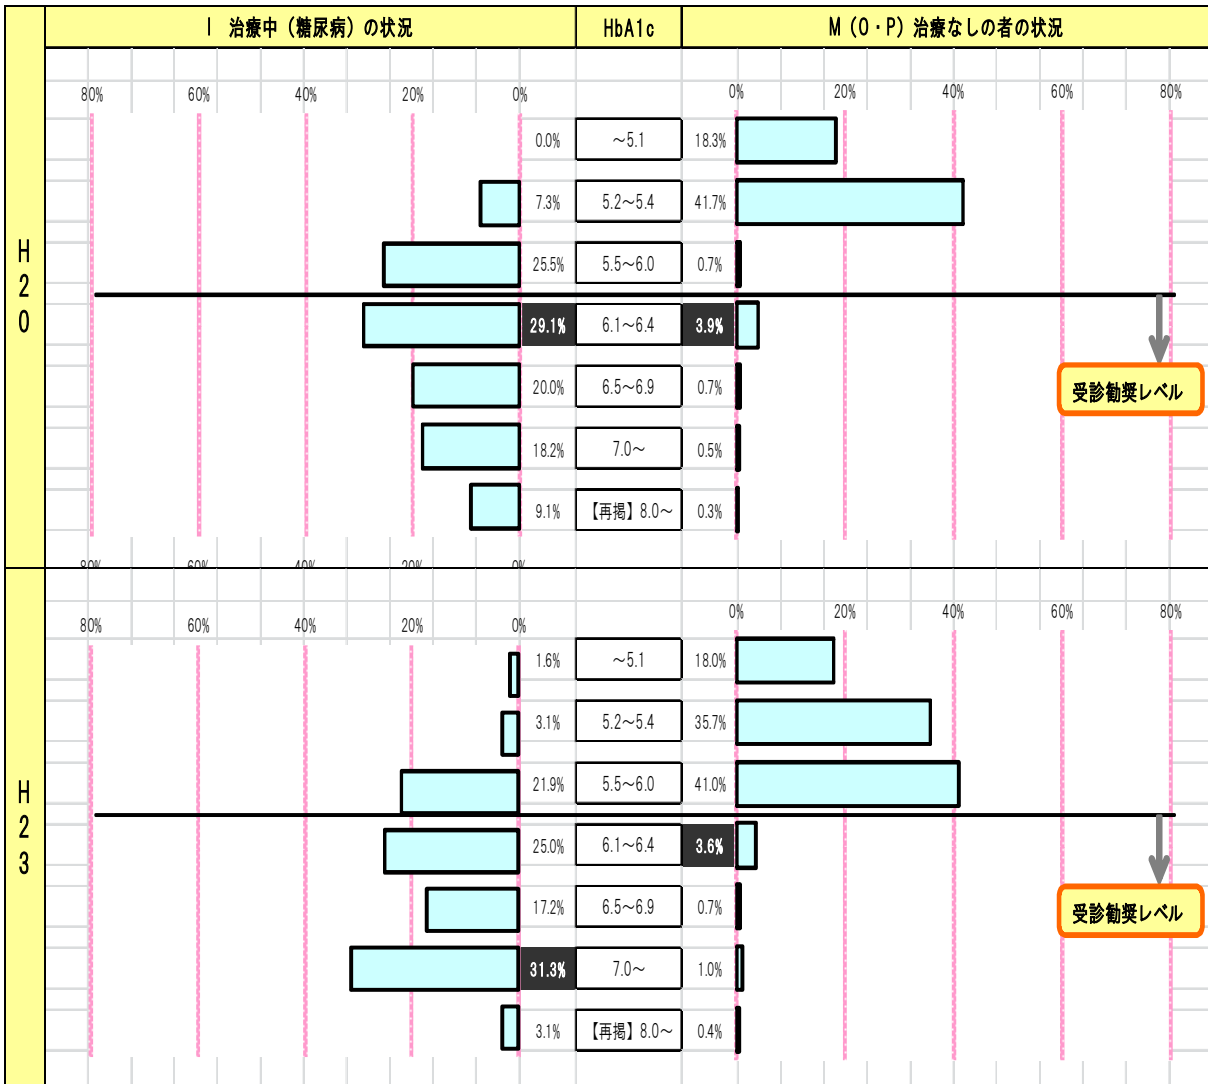 I 治療中（糖尿病）の状況 HbA1c M（O・P）治療なしの者の状況
H20
80% 60% 40% 20% 0% 0% 20% 40% 60% 80%
0.0% ～5.1 18.3%
7.3% 5.2～5.4 41.7%
25.5% 5.5～6.0 0.7%
29.1% 6.1～6.4 3.9%
20.0% 6.5～6.9 0.7%
受診勧奨レベル
18.2% 7.0～ 0.5%
9.1% 【再掲】8.0～ 0.3%
80% 60% 40% 20% 0%
H23
80% 60% 40% 20% 0% 0% 20% 40% 60% 80%
1.6% ～5.1 18.0%
3.1% 5.2～5.4 35.7%
21.9% 5.5～6.0 41.0%
25.0% 6.1～6.4 3.6%
17.2% 6.5～6.9 0.7%
受診勧奨レベル
31.3% 7.0～ 1.0%
3.1% 【再掲】8.0～ 0.4%